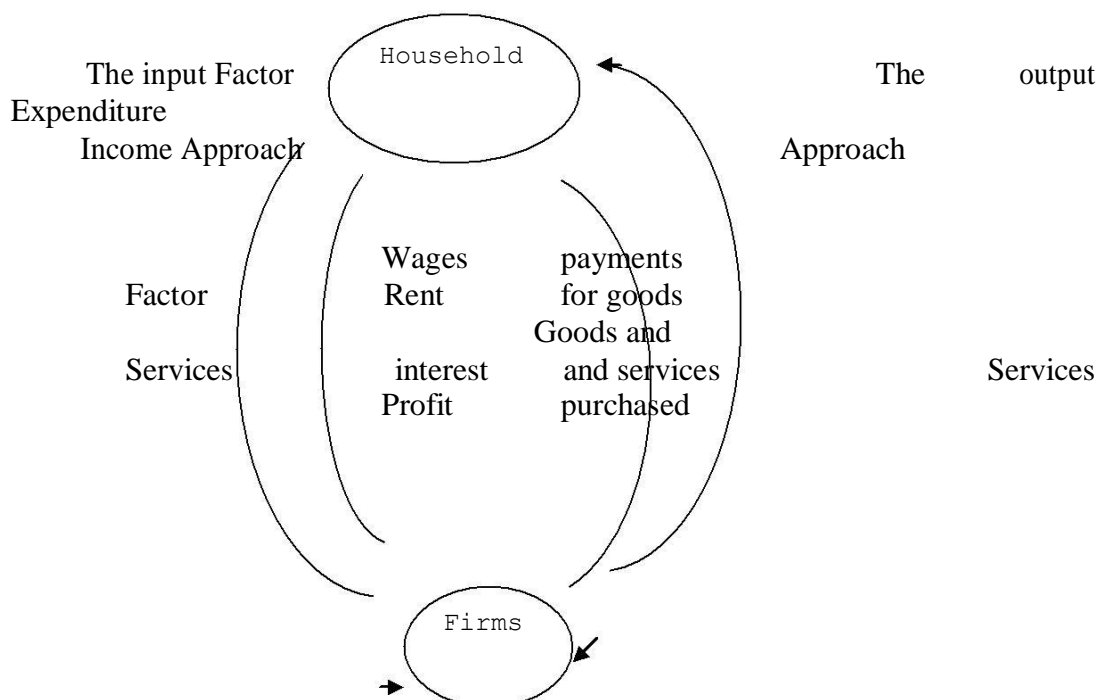 Household
The input Factor The output
Expenditure
Income Approach Approach
Wages payments
Factor Rent for goods
Goods and
Services interest and services Services
Profit purchased
Firms